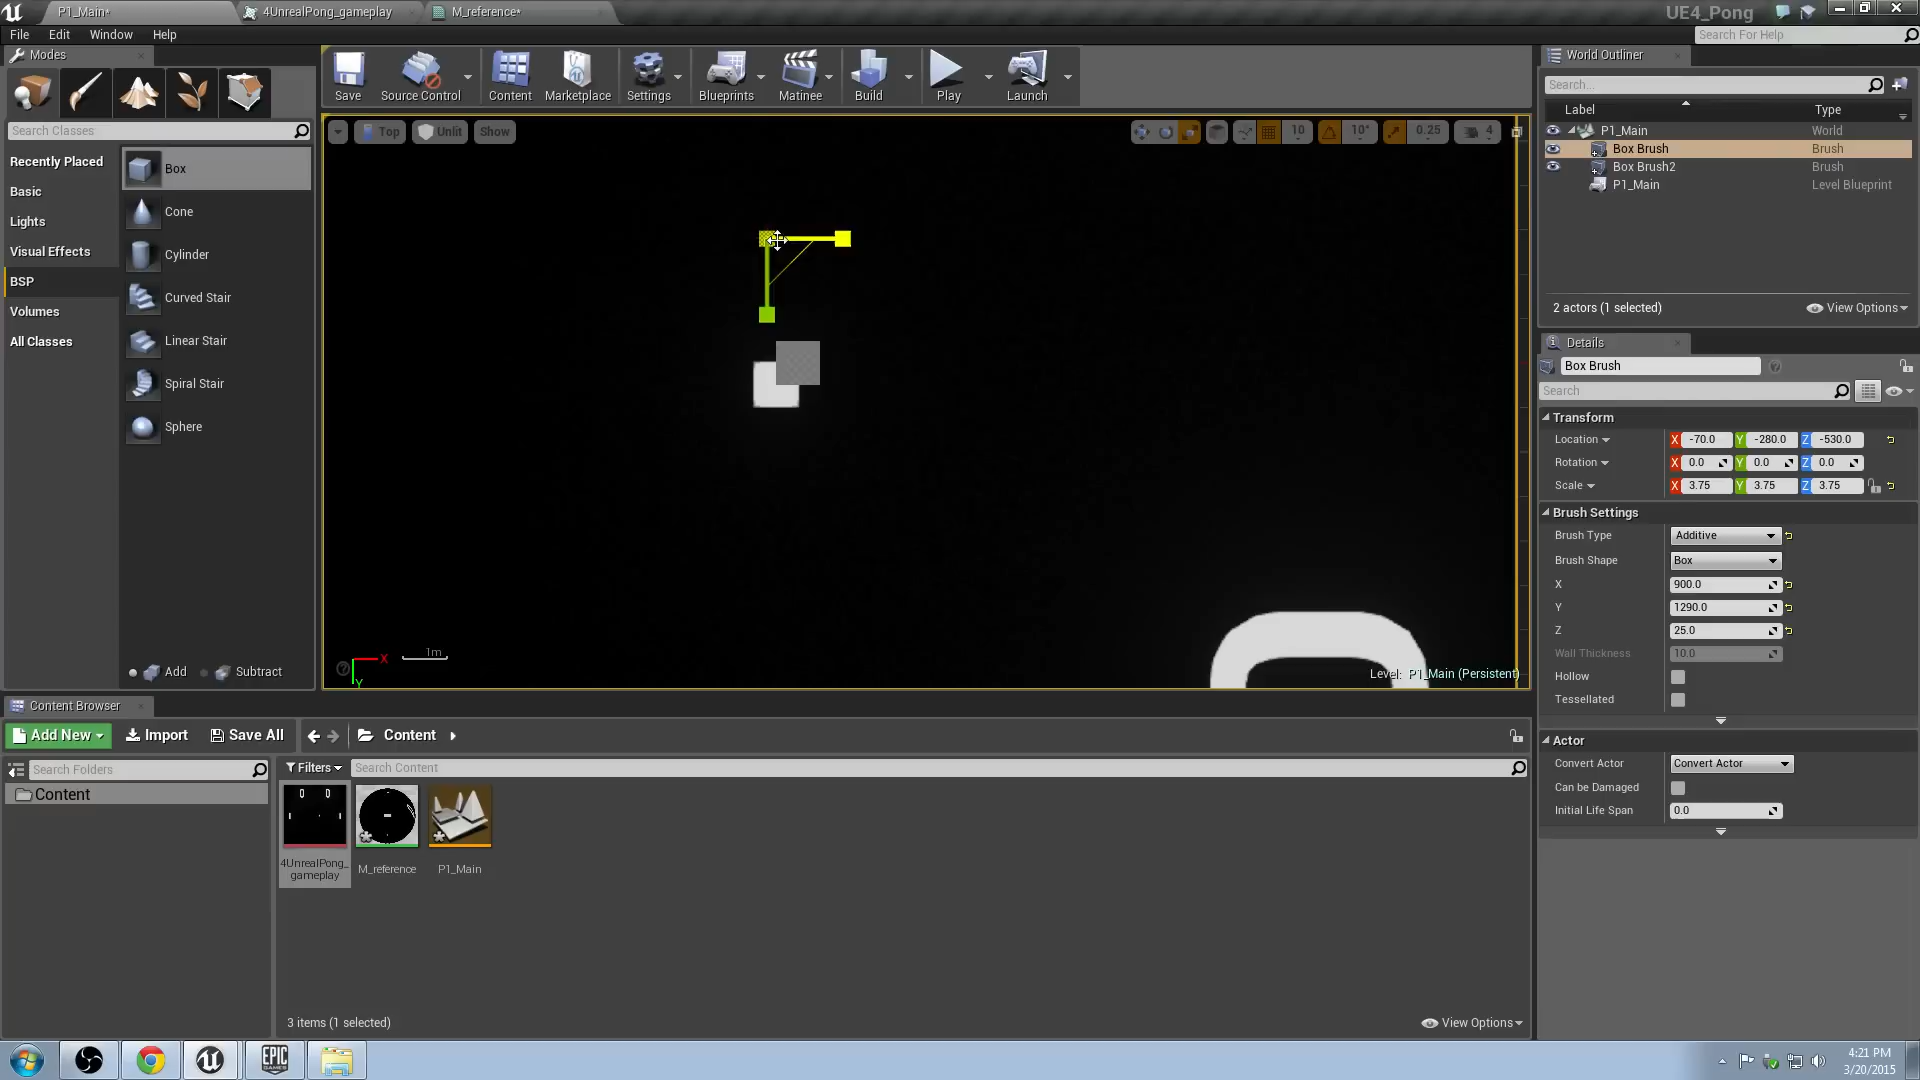 P1_Main*
4UnrealPong_gameplay
M_reference*
UE4_Pong
File Edit Window Help
Search For Help
Modes
Search Classes
Recently Placed
Basic
Lights
Visual Effects
BSP
Volumes
All Classes
Box
Cone
Cylinder
Curved Stair
Linear Stair
Spiral Stair
Sphere
Add Subtract
Save Source Control Content Marketplace Settings Blueprints Matinee Build Play Launch
Top Unlit Show
10 10° 0.25 4
1m
X
Y
Level: P1_Main (Persistent)
World Outliner
Search...
Label Type
P1_Main World
Box Brush Brush
Box Brush2 Brush
P1_Main Level Blueprint
2 actors (1 selected) View Options
Details
Box Brush
Search
Transform
Location X -70.0 Y -280.0 Z -530.0
Rotation X 0.0 Y 0.0 Z 0.0
Scale X 3.75 Y 3.75 Z 3.75
Brush Settings
Brush Type Additive
Brush Shape Box
X 900.0
Y 1290.0
Z 25.0
Wall Thickness 10.0
Hollow
Tessellated
Actor
Convert Actor Convert Actor
Can be Damaged
Initial Life Span 0.0
Content Browser
Add New Import Save All Content
Search Folders
Content
Filters Search Content
4UnrealPong_
gameplay
M_reference
P1_Main
3 items (1 selected) View Options
EPIC
GAMES
4:21 PM
3/20/2015